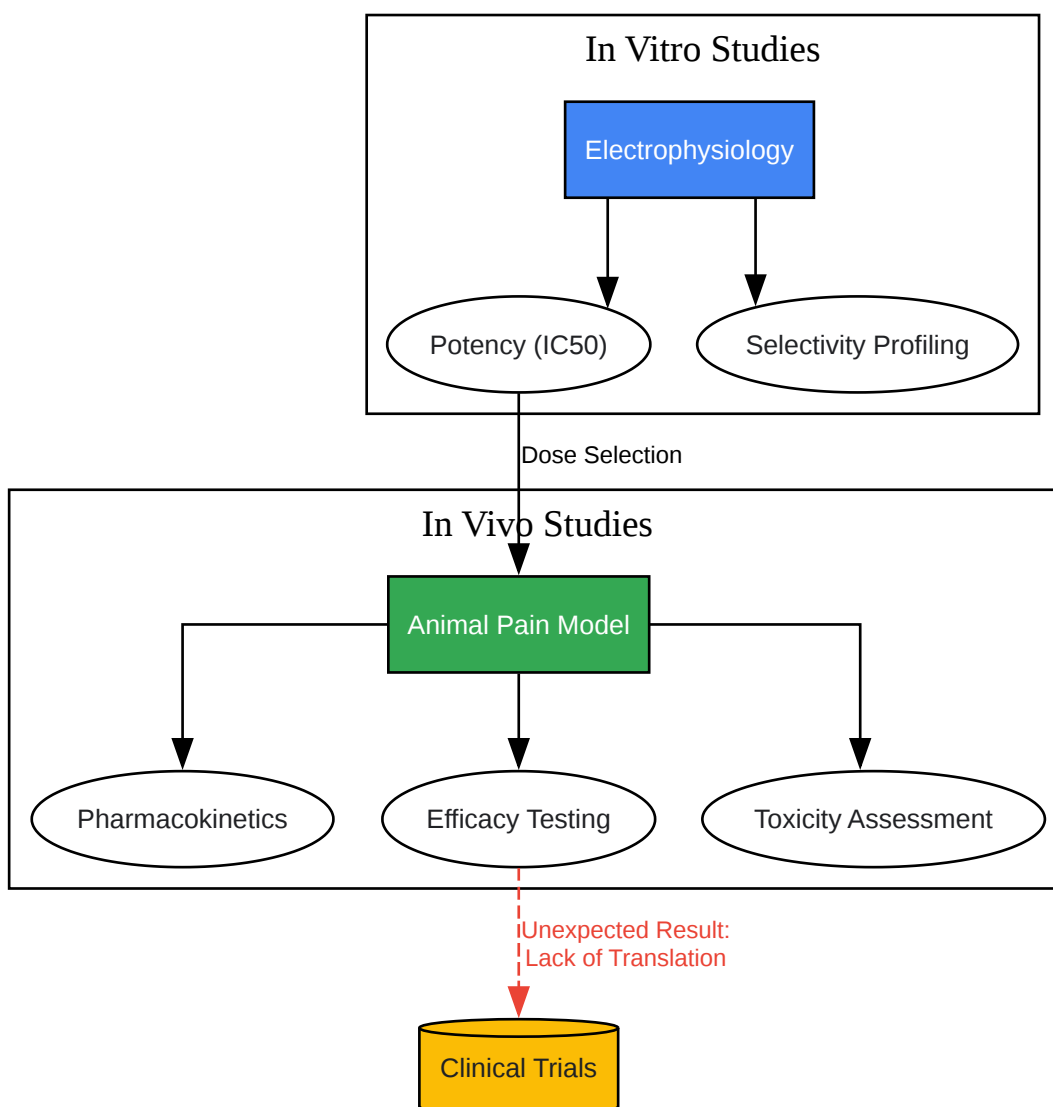 In Vitro Studies
Electrophysiology
Potency (IC50)
Selectivity Profiling
Dose Selection
In Vivo Studies
Animal Pain Model
Pharmacokinetics
Efficacy Testing
Toxicity Assessment
Unexpected Result:
Lack of Translation
Clinical Trials